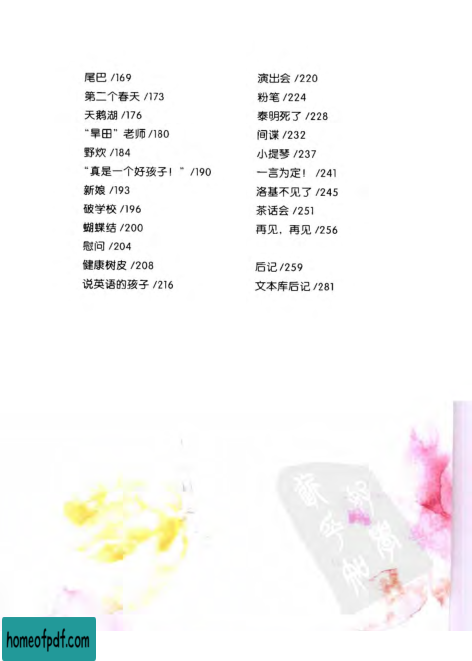 尾巴 /169
第二个春天 /173
天鹅湖 /176
“旱田”老师 /180
野炊 /184
“真是一个好孩子！” /190
新娘 /193
破学校 /196
蝴蝶结 /200
慰问 /204
健康树皮 /208
说英语的孩子 /216
演出会 /220
粉笔 /224
泰明死了 /228
间谍 /232
小提琴 /237
一言为定！ /241
洛基不见了 /245
茶话会 /251
再见，再见 /256
后记 /259
文本库后记 /281
homeofpdf.com